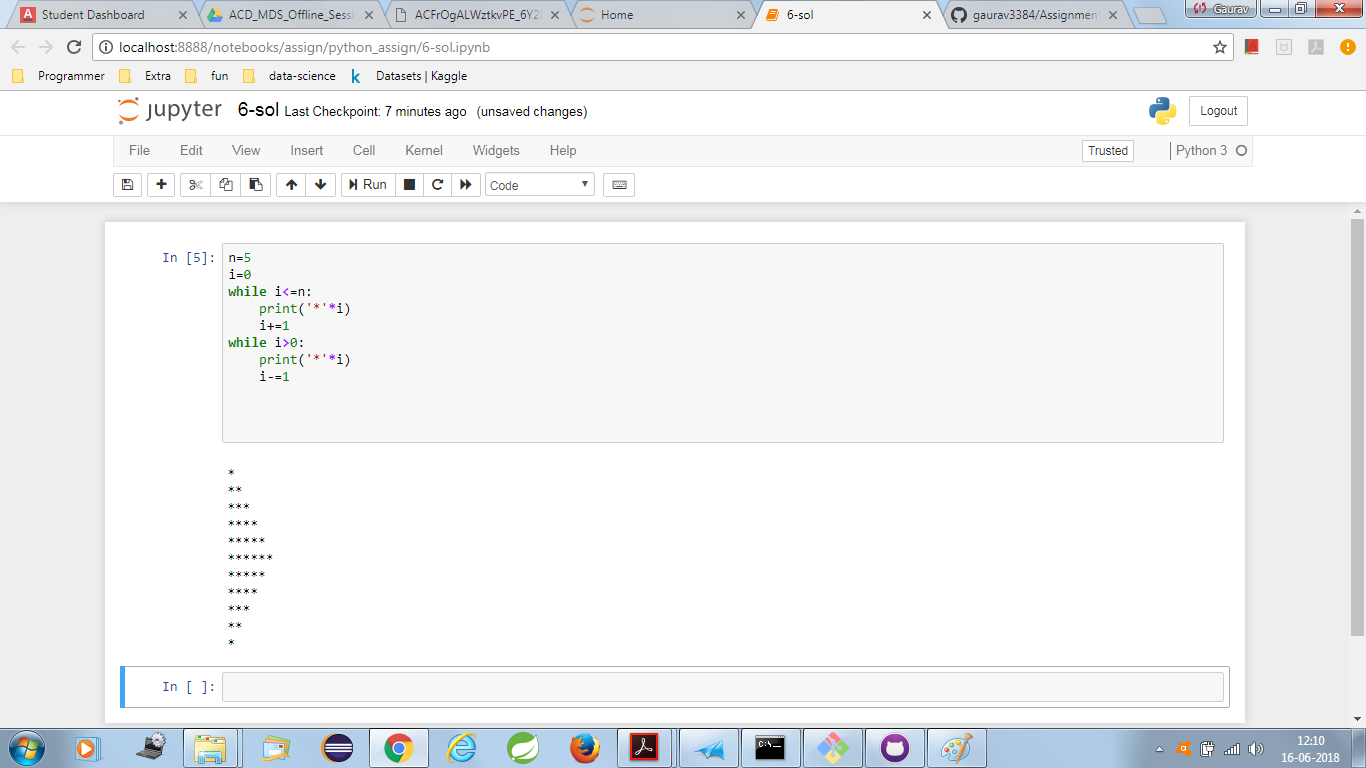 Student Dashboard
ACD_MDS_Offline_Sessi
ACFrOgALWztkvPE_6Y2
Home
6-sol
gaurav3384/Assignment
Gaurav
localhost:8888/notebooks/assign/python_assign/6-sol.ipynb
Programmer Extra fun data-science k Datasets | Kaggle
jupyter 6-sol Last Checkpoint: 7 minutes ago (unsaved changes) Logout
File Edit View Insert Cell Kernel Widgets Help Trusted Python 3
Run Code
In [5]: n=5
i=0
while i<=n:
    print('*'*i)
    i+=1
while i>0:
    print('*'*i)
    i-=1
*
**
***
****
*****
******
*****
****
***
**
*
In [ ]:
C:\_
12:10
16-06-2018